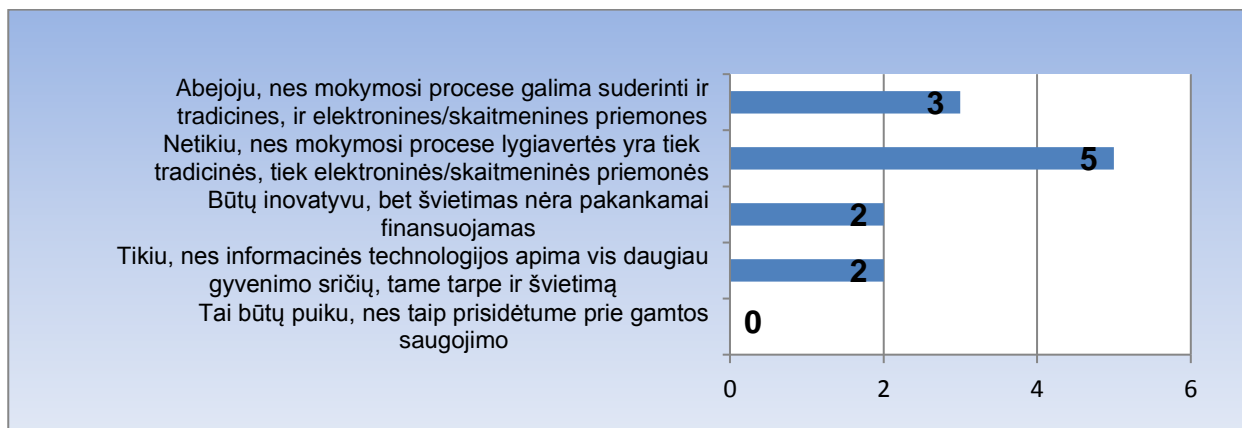 Abejoju, nes mokymosi procese galima suderinti ir
tradicines, ir elektronines/skaitmenines priemones
3
Netikiu, nes mokymosi procese lygiavertės yra tiek
tradicinės, tiek elektroninės/skaitmeninės priemonės
5
Būtų inovatyvu, bet švietimas nėra pakankamai
finansuojamas
2
Tikiu, nes informacinės technologijos apima vis daugiau
gyvenimo sričių, tame tarpe ir švietimą
2
Tai būtų puiku, nes taip prisidėtume prie gamtos
saugojimo
0
0 2 4 6